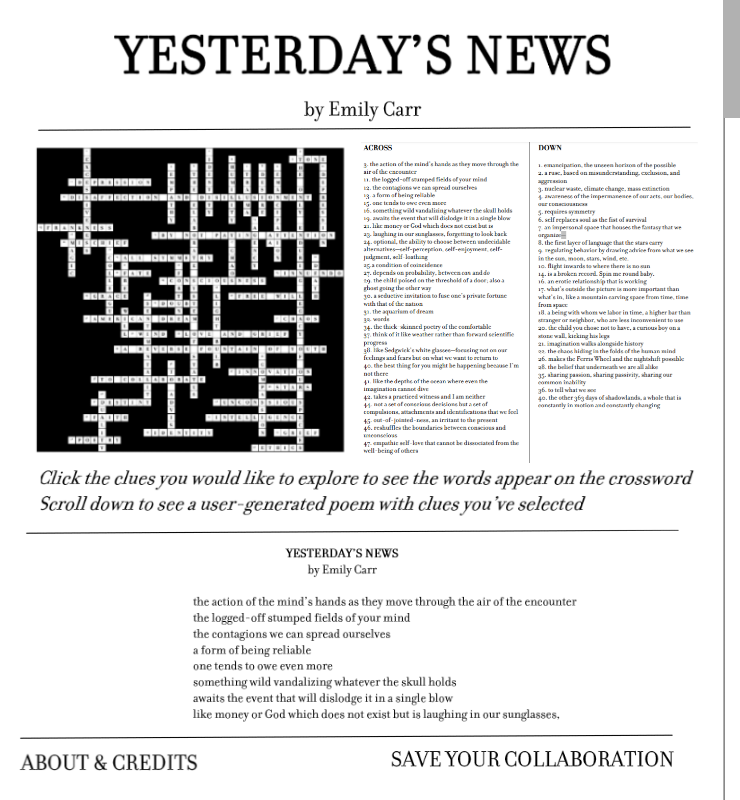 YESTERDAY'S NEWS
by Emily Carr
ACROSS
9. the action of the mind's hands as they move through the
air of the encounter
11. the logged-off stumped fields of your mind
12. the contagions we can spread ourselves
13. a form of being reliable
15. one tends to owe even more
16. something wild vandalizing whatever the skull holds
19. awaits the event that will dislodge it in a single blow
21. like money or God which does not exist but is
23. laughing in our sunglasses, forgetting to look back
24. optional, the ability to choose between undecidable
alternatives—self-perception, self-enjoyment, self-
judgment, self-loathing
25. a condition of coincidence
27. depends on probability, between can and do
29. the child poised on the threshold of a door; also a
ghost going the other way
30. a seductive invitation to fuse one's private fortune
with that of the nation
31. the aquarium of dream
32. words
34. the thick-skinned poetry of the comfortable
37. think of it like weather rather than forward scientific
progress
38. like Sedgwick's white glasses—focusing not on our
feelings and fears but on what we want to return to
40. the best thing for you might be happening because I'm
not there
41. like the depths of the ocean where even the
imagination cannot dive
42. takes a practiced witness and I am neither
44. not a set of conscious decisions but a set of
compulsions, attachments and identifications that we feel
45. out-of-jointed-ness, an irritant to the present
46. reshuffles the boundaries between conscious and
unconscious
47. empathic self-love that cannot be dissociated from the
well-being of others
DOWN
1. emancipation, the unseen horizon of the possible
2. a ruse, based on misunderstanding, exclusion, and
aggression
3. nuclear waste, climate change, mass extinction
4. awareness of the impermanence of our acts, our bodies,
our consciousness
5. requires symmetry
6. self replaces soul as the fist of survival
7. an impersonal space that houses the fantasy that we
organize
8. the first layer of language that the stars carry
9. regulating behavior by drawing advice from what we see
in the sun, moon, stars, wind, etc.
10. flight inwards to where there is no sun
14. is a broken record. Spin me round baby.
16. an erotic relationship that is working
17. what's outside the picture is more important than
what's in, like a mountain carving space from time, time
from space
18. a being with whom we labor in time, a higher bar than
stranger or neighbor, who are less inconvenient to use
20. the child you chose not to have, a curious boy on a
stone wall, kicking his legs
21. imagination walks alongside history
22. the chaos hiding in the folds of the human mind
26. makes the Ferris Wheel and the nightshift possible
28. the belief that underneath we are all alike
35. sharing passion, sharing passivity, sharing our
common inability
36. to tell what we see
40. the other 363 days of shadowlands, a whole that is
constantly in motion and constantly changing
Click the clues you would like to explore to see the words appear on the crossword
Scroll down to see a user-generated poem with clues you've selected
YESTERDAY'S NEWS
by Emily Carr
the action of the mind's hands as they move through the air of the encounter
the logged-off stumped fields of your mind
the contagions we can spread ourselves
a form of being reliable
one tends to owe even more
something wild vandalizing whatever the skull holds
awaits the event that will dislodge it in a single blow
like money or God which does not exist but is laughing in our sunglasses,
ABOUT & CREDITS
SAVE YOUR COLLABORATION